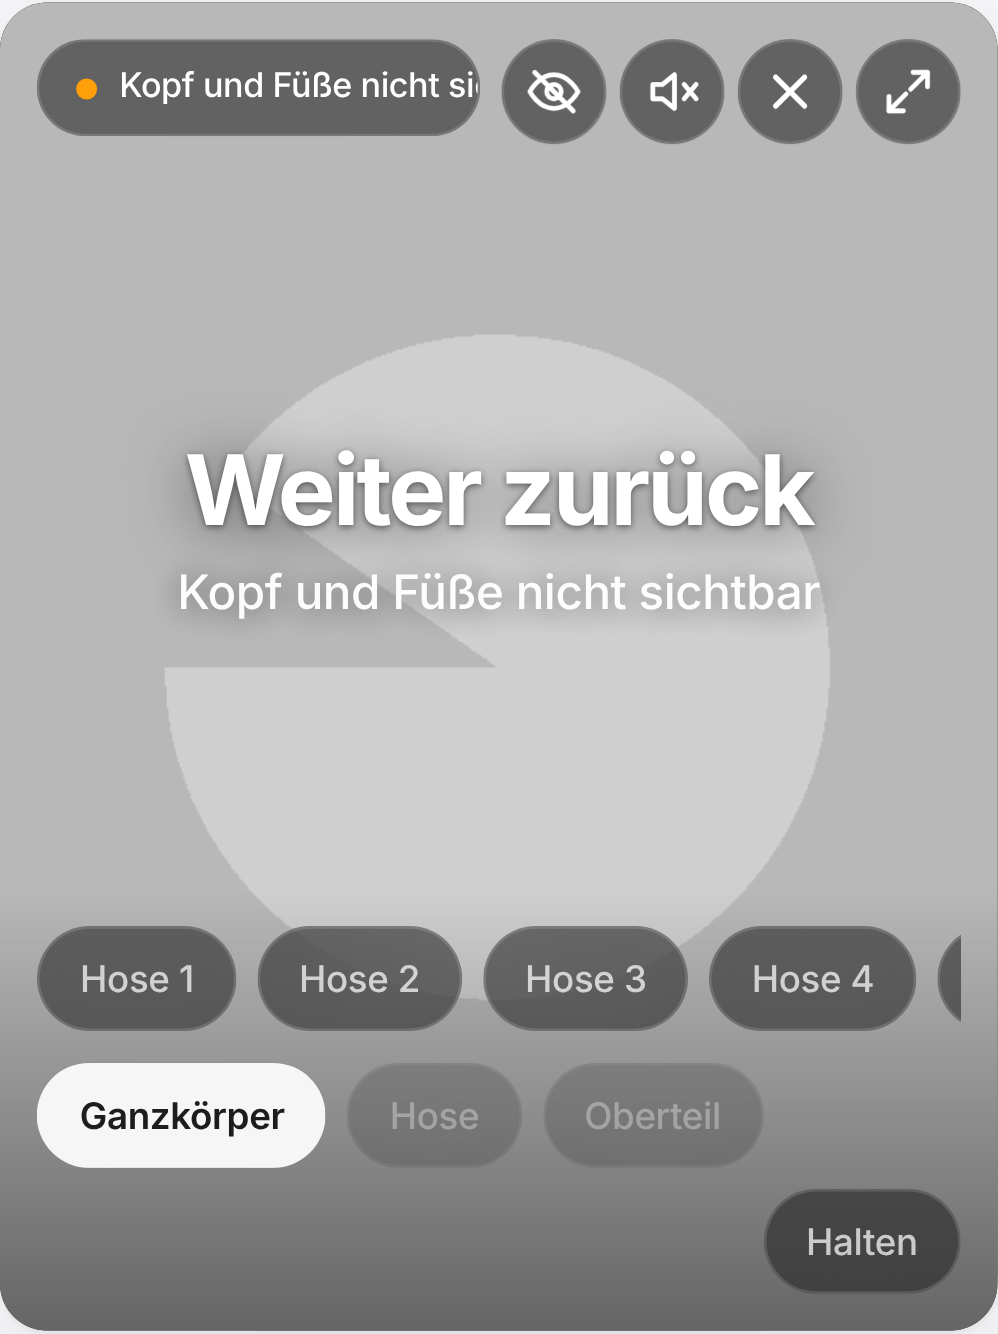 Kopf und Füße nicht si
Weiter zurück
Kopf und Füße nicht sichtbar
Hose 1 Hose 2 Hose 3 Hose 4
Ganzkörper Hose Oberteil
Halten